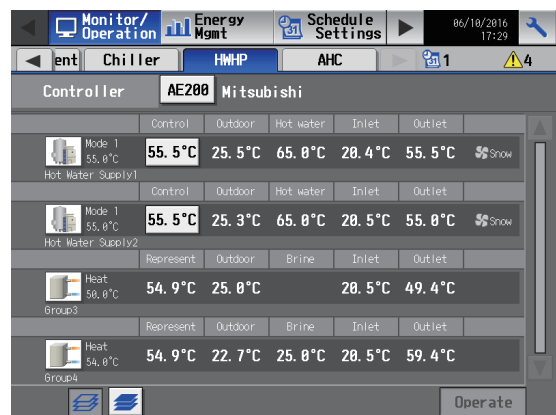 Monitor/Operation Energy Mgmt Schedule Settings 06/10/2016 17:29
ent Chiller HWHP AHC 31 1 4
Controller AE200 Mitsubishi
Control Outdoor Hot water Inlet Outlet
Mode 1 55.0°C 55.5°C 25.5°C 65.0°C 20.4°C 55.5°C Snow
Hot Water Supply1
Control Outdoor Hot water Inlet Outlet
Mode 1 55.0°C 55.5°C 25.3°C 65.0°C 20.5°C 55.0°C Snow
Hot Water Supply2
Represent Outdoor Brine Inlet Outlet
Heat 50.0°C 54.9°C 25.0°C 20.5°C 49.4°C
Group3
Represent Outdoor Brine Inlet Outlet
Heat 54.0°C 54.9°C 22.7°C 25.0°C 20.5°C 59.4°C
Group4
Operate